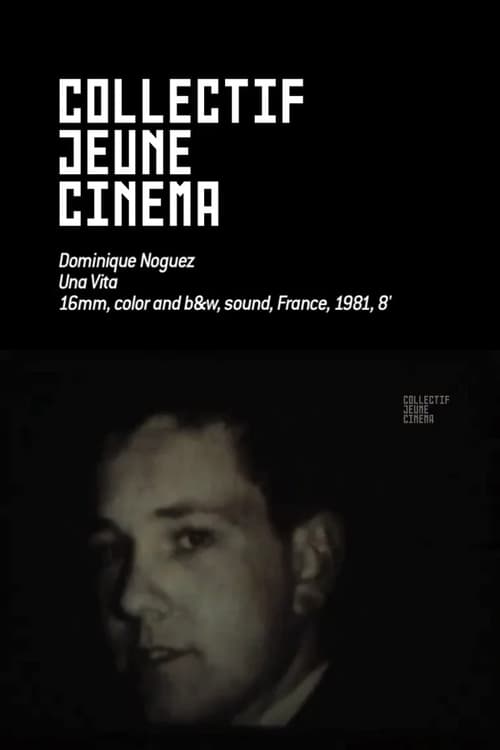 COLLECTIF
JEUNE
CINEMA
Dominique Noguez
Una Vita
16mm, color and b&w, sound, France, 1981, 8'
COLLECTIF
JEUNE
CINEMA